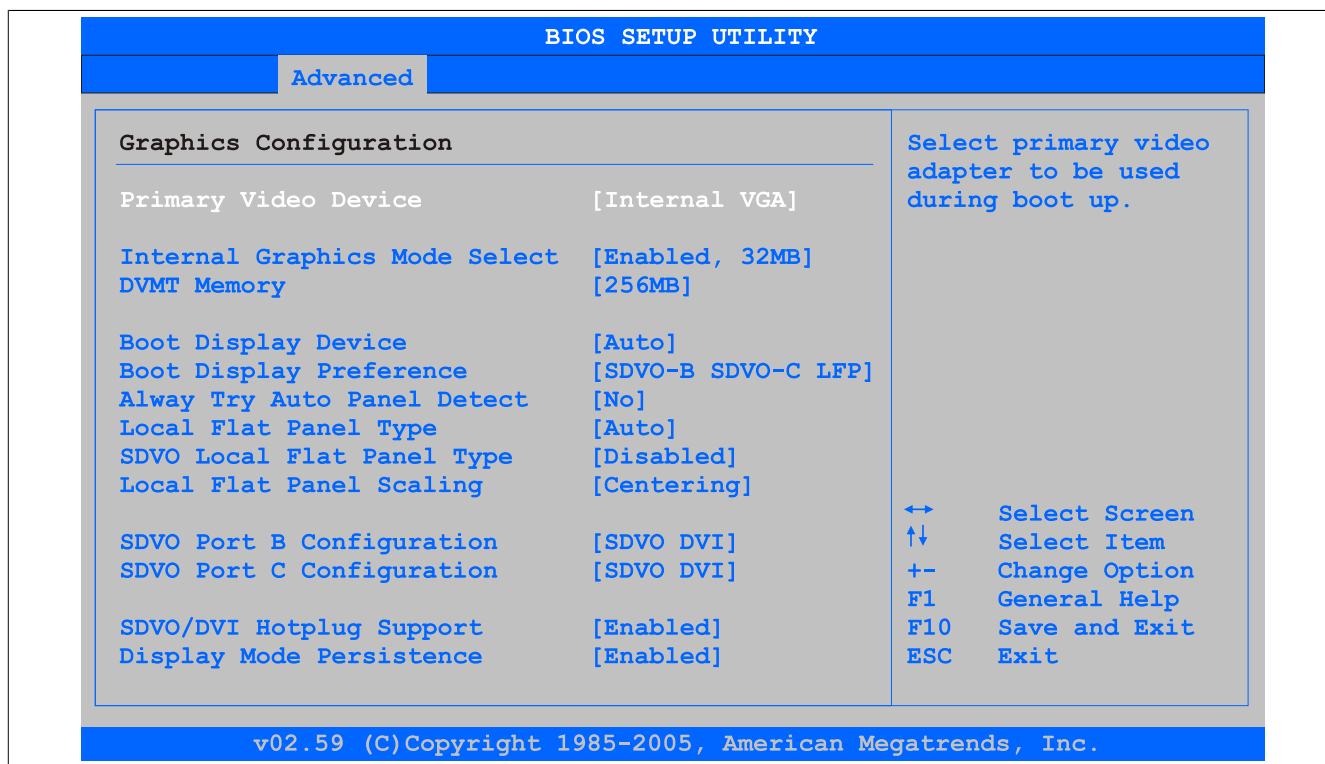 BIOS SETUP UTILITY
Advanced
Graphics Configuration
Primary Video Device [Internal VGA]
Internal Graphics Mode Select [Enabled, 32MB]
DVMT Memory [256MB]
Boot Display Device [Auto]
Boot Display Preference [SDVO-B SDVO-C LFP]
Alway Try Auto Panel Detect [No]
Local Flat Panel Type [Auto]
SDVO Local Flat Panel Type [Disabled]
Local Flat Panel Scaling [Centering]
SDVO Port B Configuration [SDVO DVI]
SDVO Port C Configuration [SDVO DVI]
SDVO/DVI Hotplug Support [Enabled]
Display Mode Persistence [Enabled]
Select primary video
adapter to be used
during boot up.
↔ Select Screen
↑↓ Select Item
+- Change Option
F1 General Help
F10 Save and Exit
ESC Exit
v02.59 (C)Copyright 1985-2005, American Megatrends, Inc.